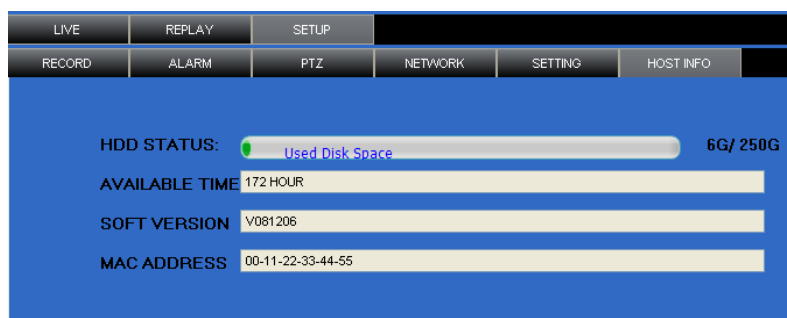 LIVE REPLAY SETUP
RECORD ALARM PTZ NETWORK SETTING HOST INFO
HDD STATUS: Used Disk Space 6G/ 250G
AVAILABLE TIME 172 HOUR
SOFT VERSION V081206
MAC ADDRESS 00-11-22-33-44-55